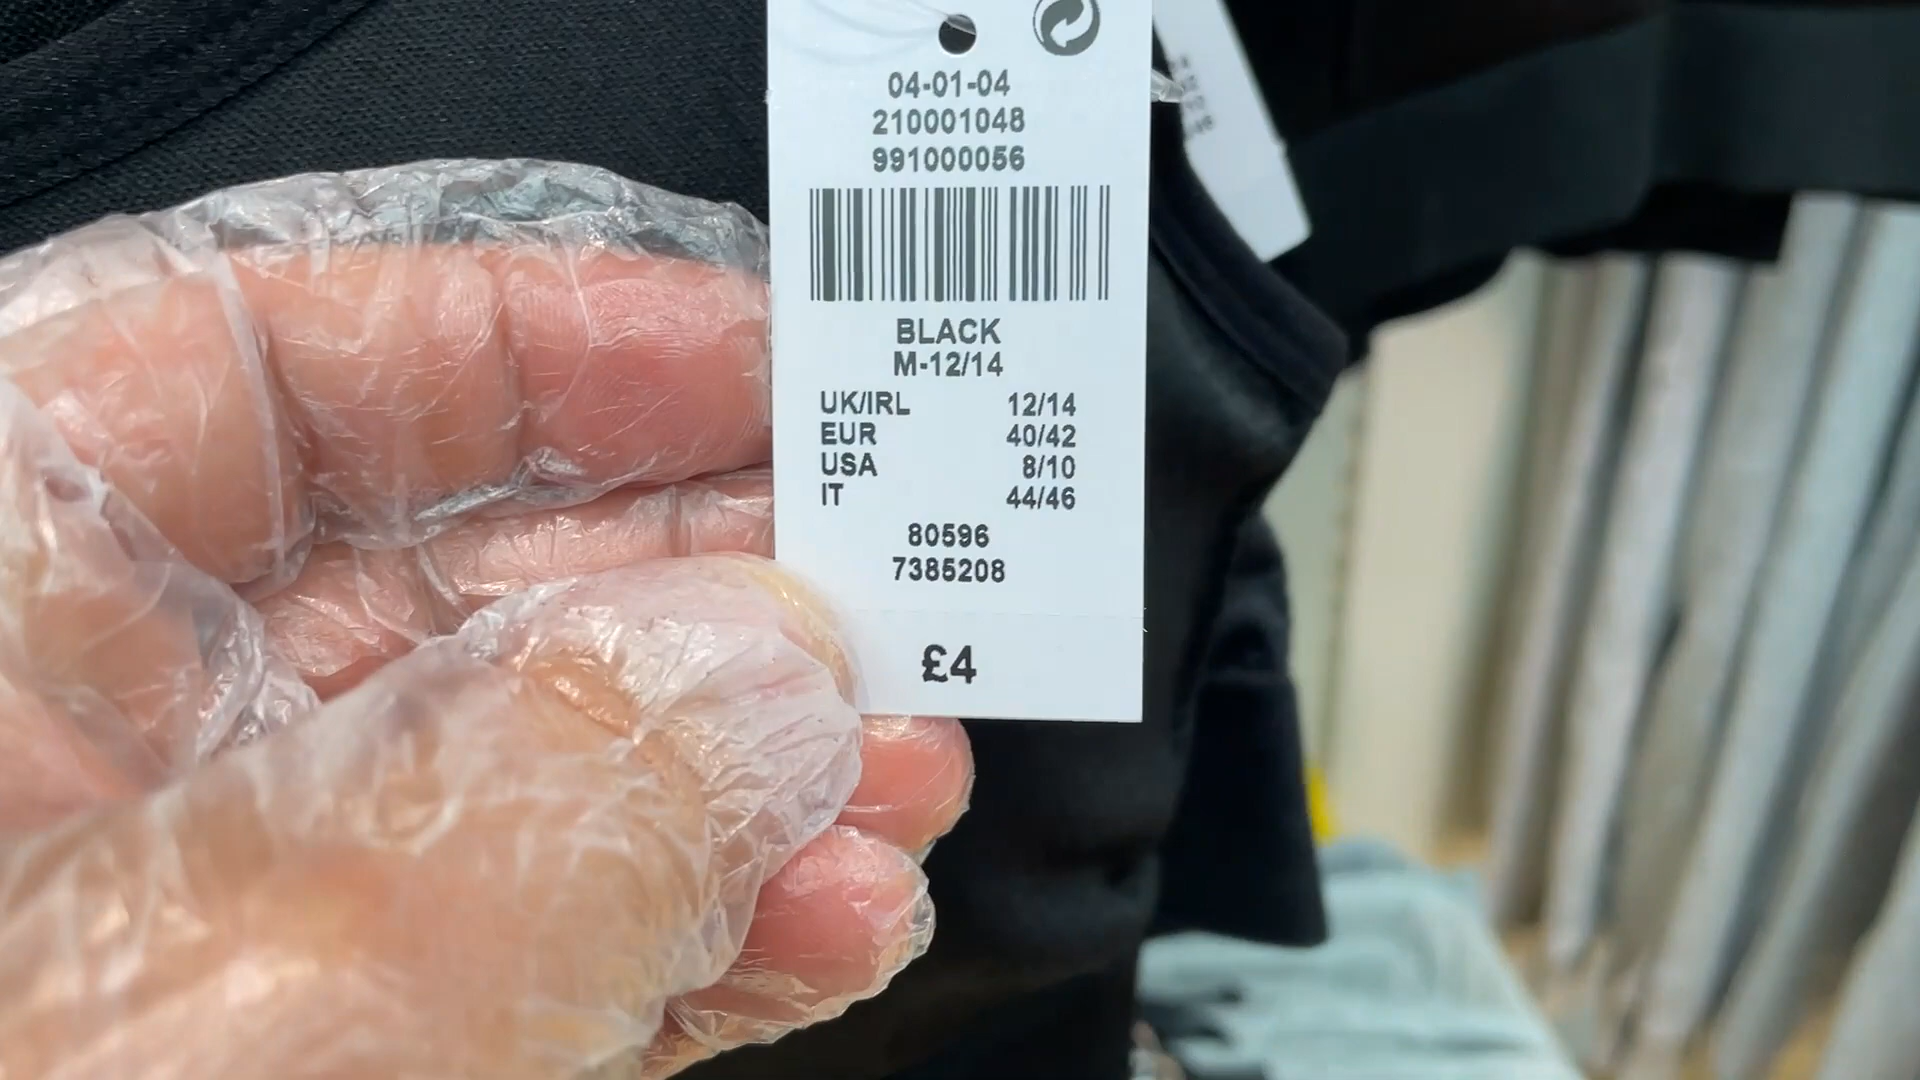 04-01-04
210001048
991000056
BLACK
M-12/14
UK/IRL 12/14
EUR 40/42
USA 8/10
IT 44/46
80596
7385208
£4